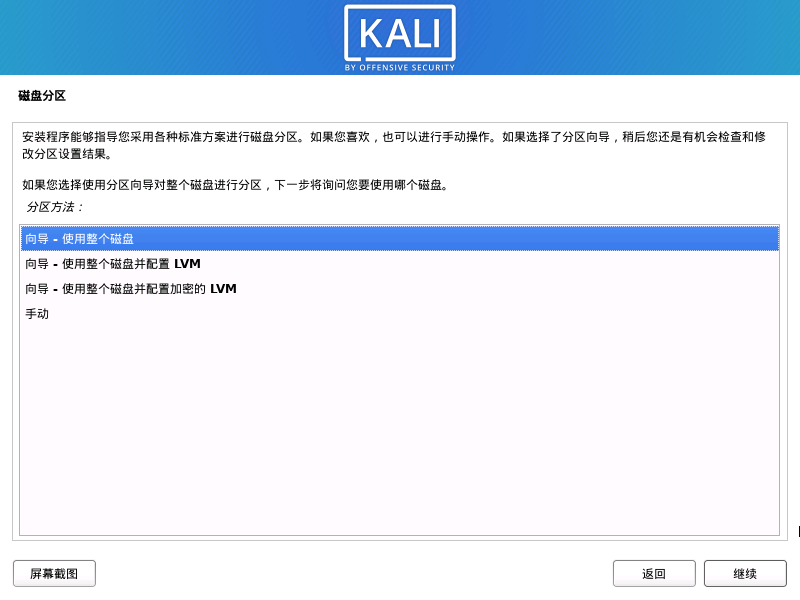 KALI
BY OFFENSIVE SECURITY
磁盘分区
安装程序能够指导您采用各种标准方案进行磁盘分区。如果您喜欢，也可以进行手动操作。如果选择了分区向导，稍后您还是有机会检查和修
改分区设置结果。
如果您选择使用分区向导对整个磁盘进行分区，下一步将询问您要使用哪个磁盘。
分区方法：
向导 - 使用整个磁盘
向导 - 使用整个磁盘并配置 LVM
向导 - 使用整个磁盘并配置加密的 LVM
手动
屏幕截图
返回
继续